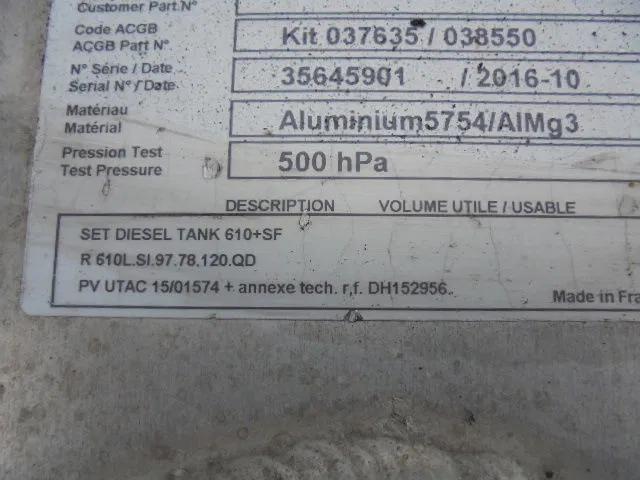 Customer Part N°
Code ACGB
ACGB Part N°
Kit 037635 / 038550
N° Série / Date
Serial N° / Date
35645901 / 2016-10
Matériau
Matérial
Aluminium5754/AlMg3
Pression Test
Test Pressure
500 hPa
DESCRIPTION VOLUME UTILE / USABLE
SET DIESEL TANK 610+SF
R 610L.SI.97.78.120.QD
PV UTAC 15/01574 + annexe tech. r.f. DH152956.
Made in Fra